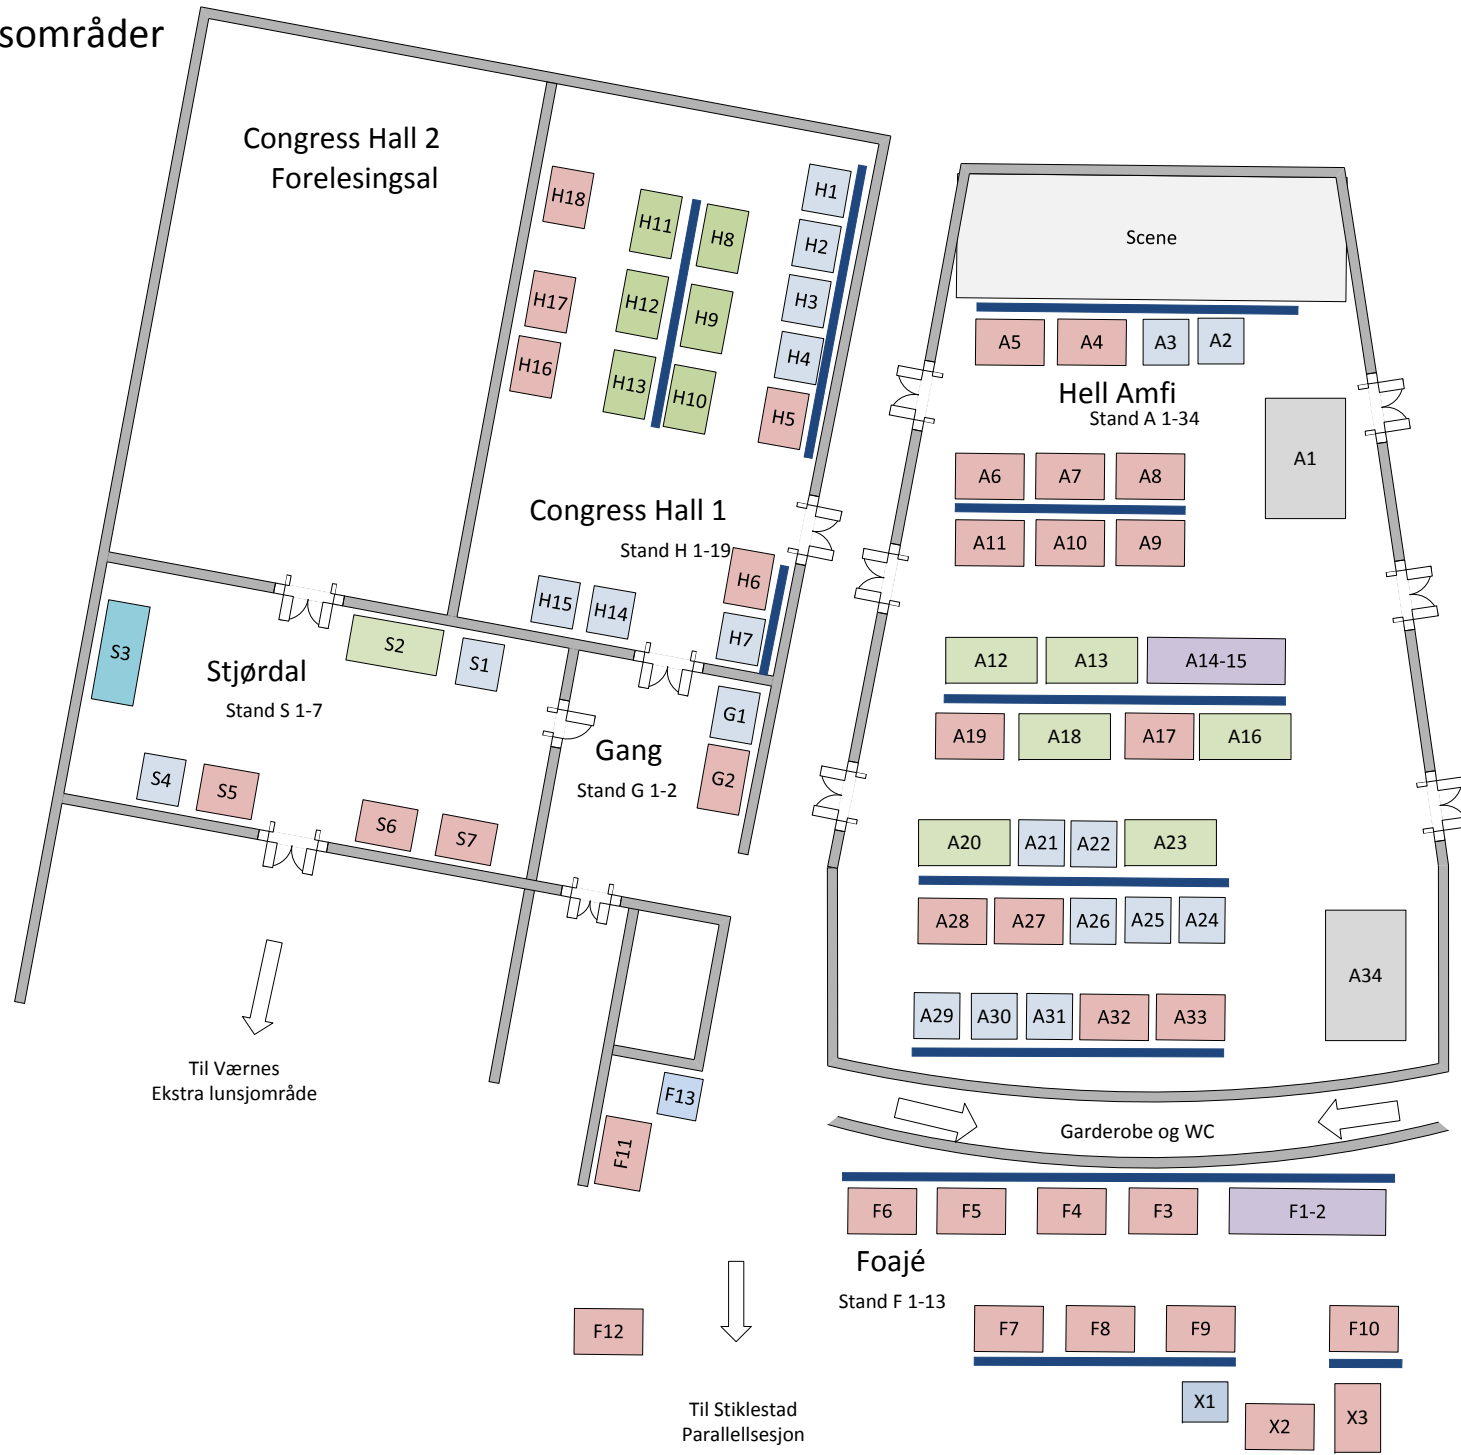 sområder
Congress Hall 2
Forelesingsal
H18
H11
H8
H1
H2
H17
H12
H9
H3
H16
H13
H10
H4
H5
Congress Hall 1
Stand H 1-19
H6
H15
H14
H7
Scene
A5
A4
A3
A2
Hell Amfi
Stand A 1-34
A1
A6
A7
A8
A11
A10
A9
A12
A13
A14-15
A19
A18
A17
A16
A20
A21
A22
A23
A28
A27
A26
A25
A24
A34
A29
A30
A31
A32
A33
S3
S2
S1
Stjørdal
Stand S 1-7
S4
S5
S6
S7
G1
Gang
G2
Stand G 1-2
Til Værnes
Ekstra lunsjområde
F13
F11
Garderobe og WC
F6
F5
F4
F3
F1-2
Foajé
Stand F 1-13
F12
F7
F8
F9
F10
X1
X2
X3
Til Stiklestad
Parallellsesjon